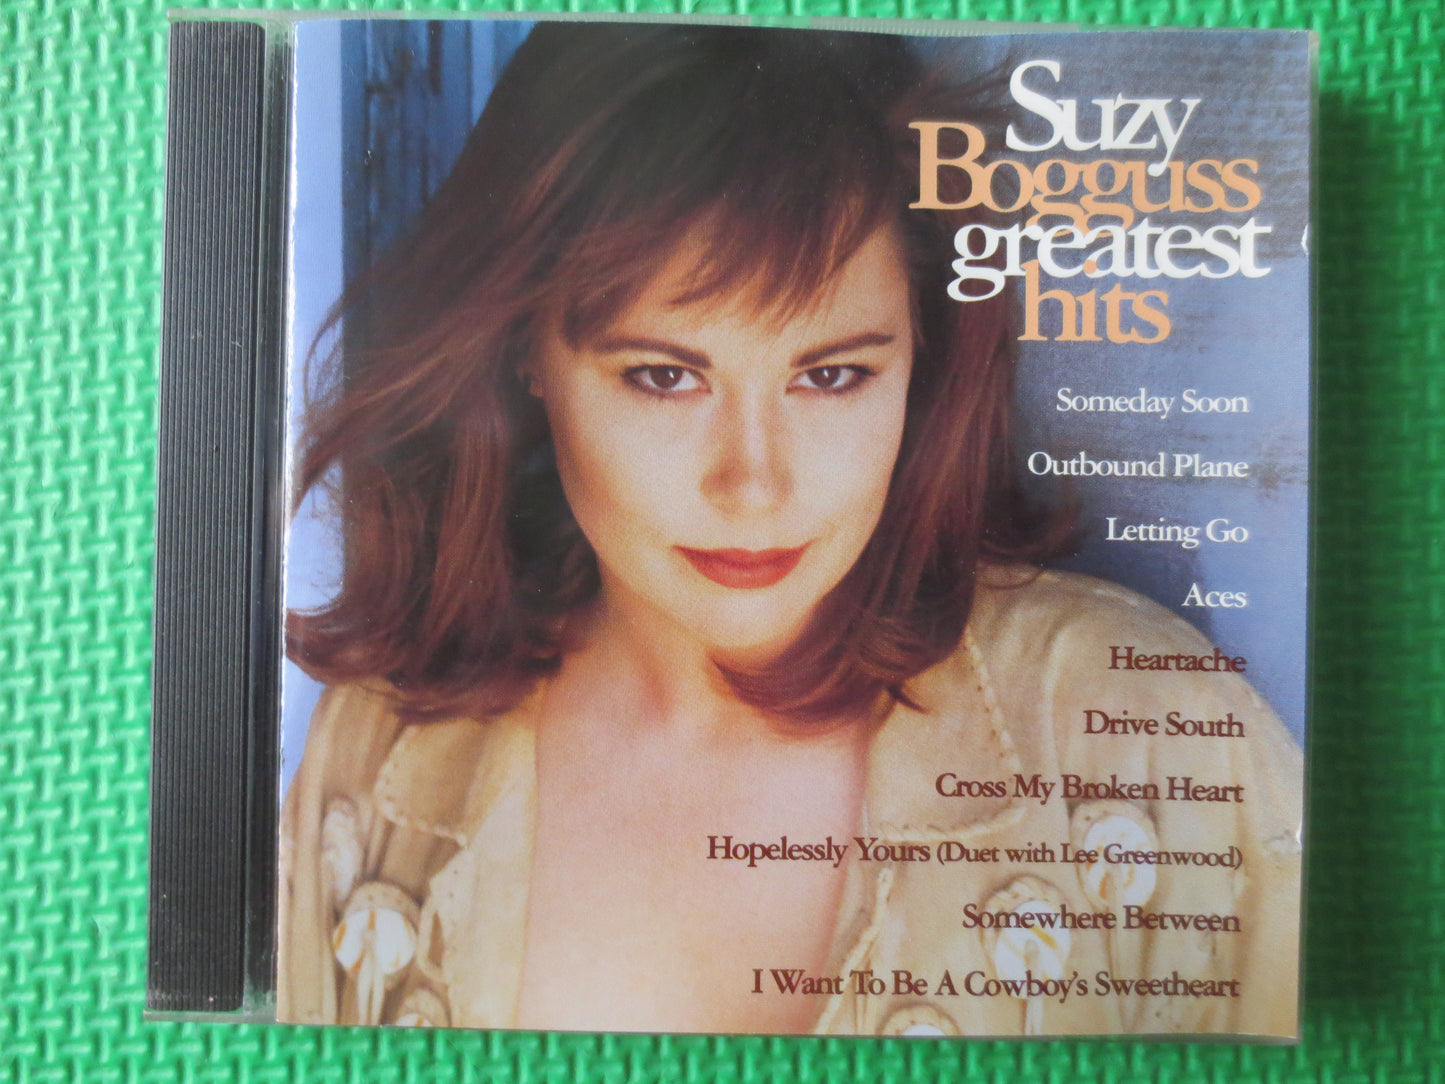 Suzy
Bogguss
greatest
hits
Someday Soon
Outbound Plane
Letting Go
Aces
Heartache
Drive South
Cross My Broken Heart
Hopelessly Yours (Duet with Lee Greenwood)
Somewhere Between
I Want To Be A Cowboy's Sweetheart